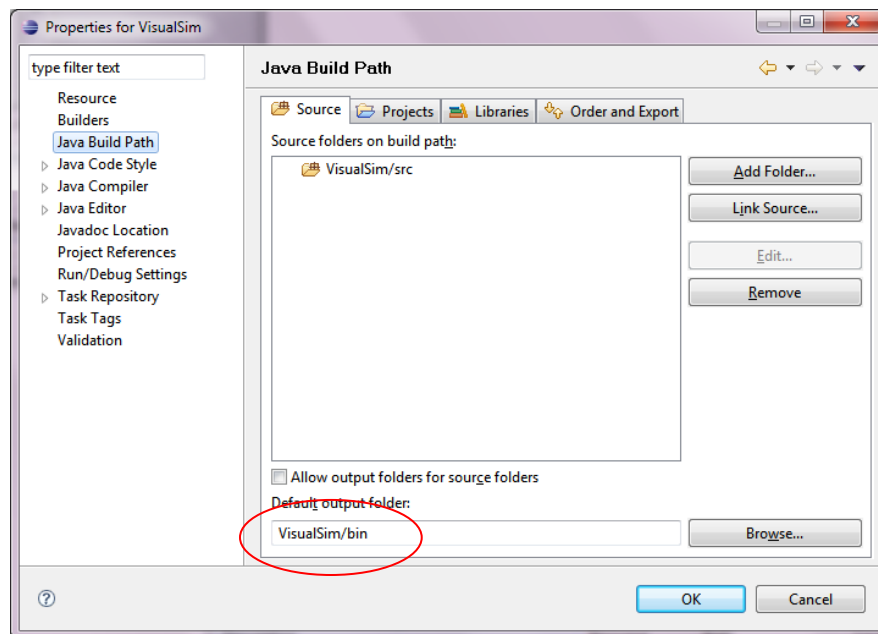 Properties for VisualSim
type filter text
Resource
Builders
Java Build Path
Java Code Style
Java Compiler
Java Editor
Javadoc Location
Project References
Run/Debug Settings
Task Repository
Task Tags
Validation
Java Build Path
Source
Projects
Libraries
Order and Export
Source folders on build path:
VisualSim/src
Add Folder...
Link Source...
Edit...
Remove
Allow output folders for source folders
Default output folder:
VisualSim/bin
Browse...
OK
Cancel